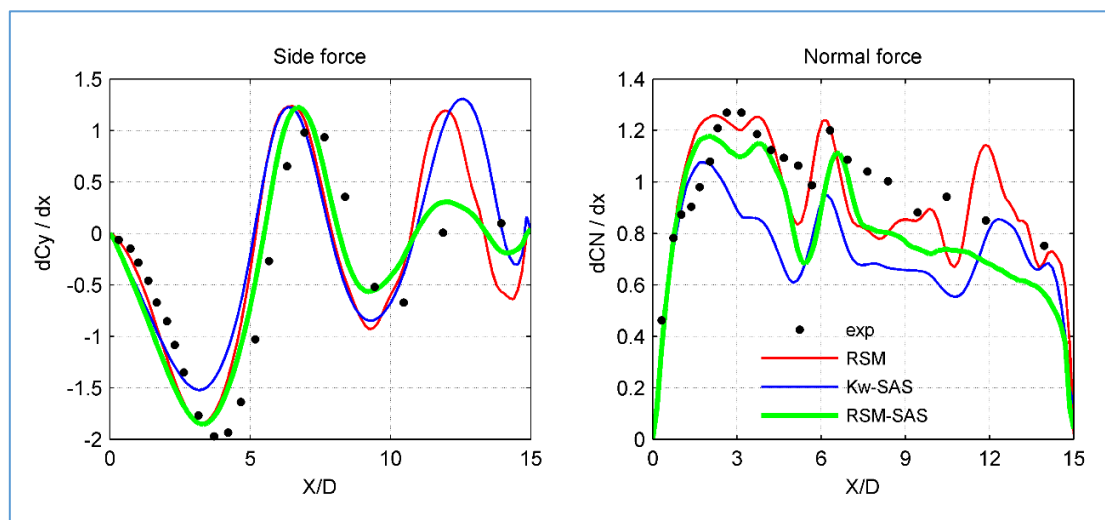 Side force
1.5
1
0.5
0
-0.5
-1
-1.5
-2
dCy / dx
0 5 10 15
X/D
Normal force
1.4
1.2
1
0.8
0.6
0.4
0.2
0
dCN / dx
exp
RSM
Kw-SAS
RSM-SAS
0 3 6 9 12 15
X/D